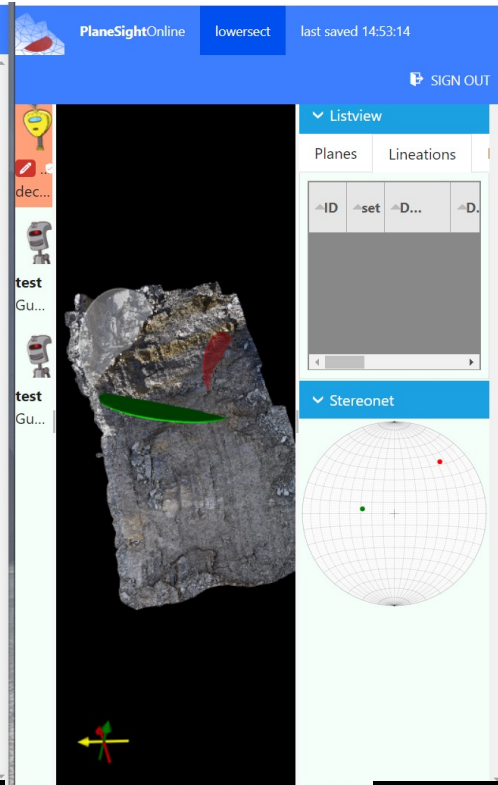 PlaneSightOnline lowersect last saved 14:53:14
SIGN OUT
Listview
Planes Lineations
ID set D... D.
Stereonet
...
dec...
test
Gu...
test
Gu...